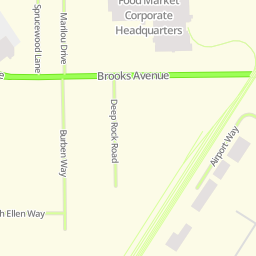 Food Market
Corporate
Headquarters
Sprucewood Lane
Marilou Drive
Brooks Avenue
Deep Rock Road
Burben Way
Airport Way
Ellen Way